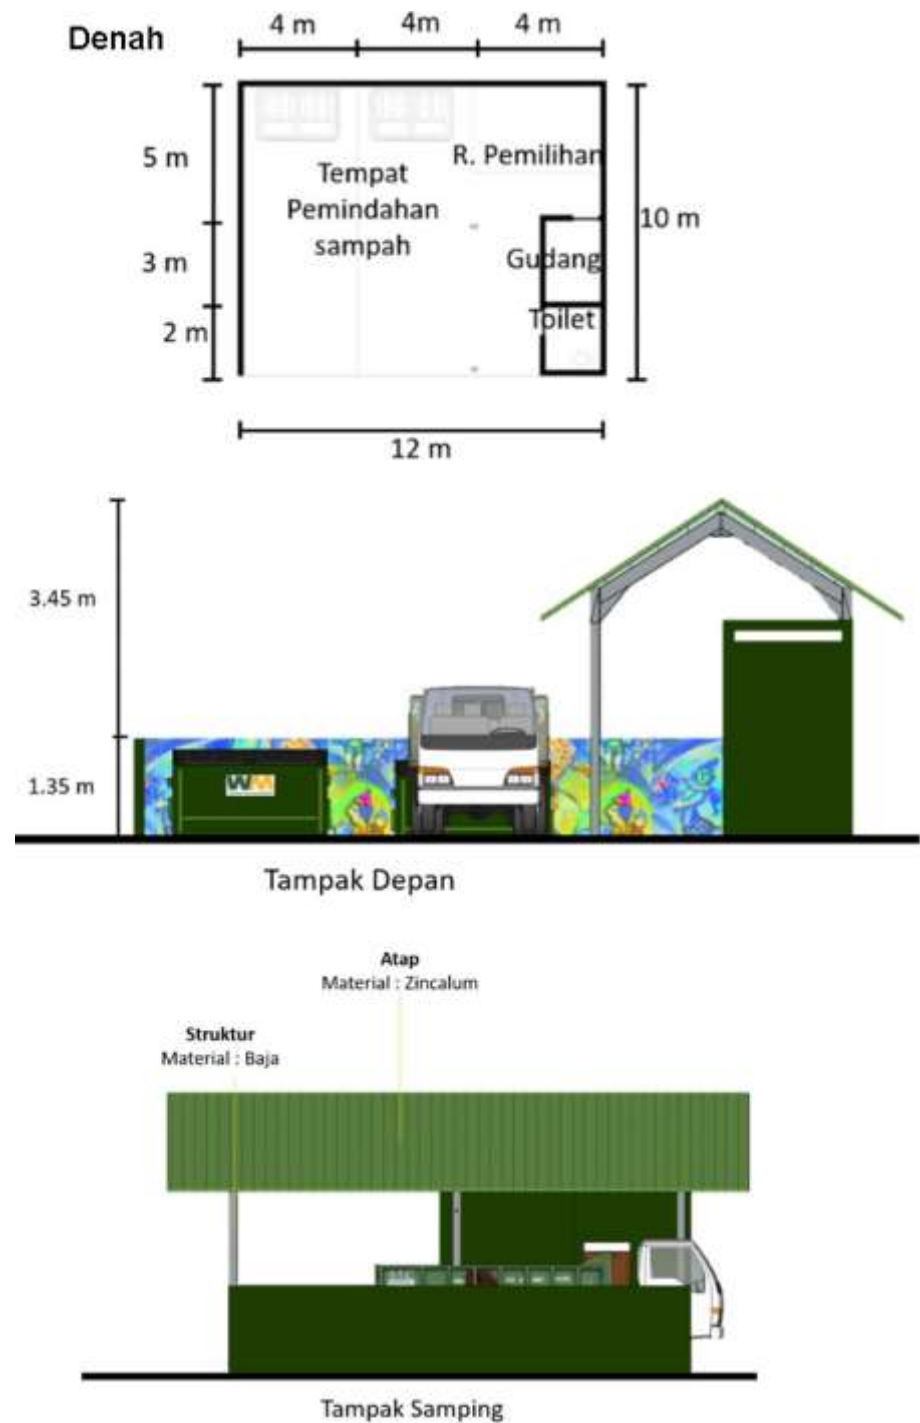 Denah
4 m
4m
4 m
5 m
3 m
2 m
Tempat
Pemindahan
sampah
R. Pemilihan
Gudang
Toilet
10 m
12 m
3.45 m
1.35 m
WM
Tampak Depan
Atap
Material : Zincalum
Struktur
Material : Baja
Tampak Samping